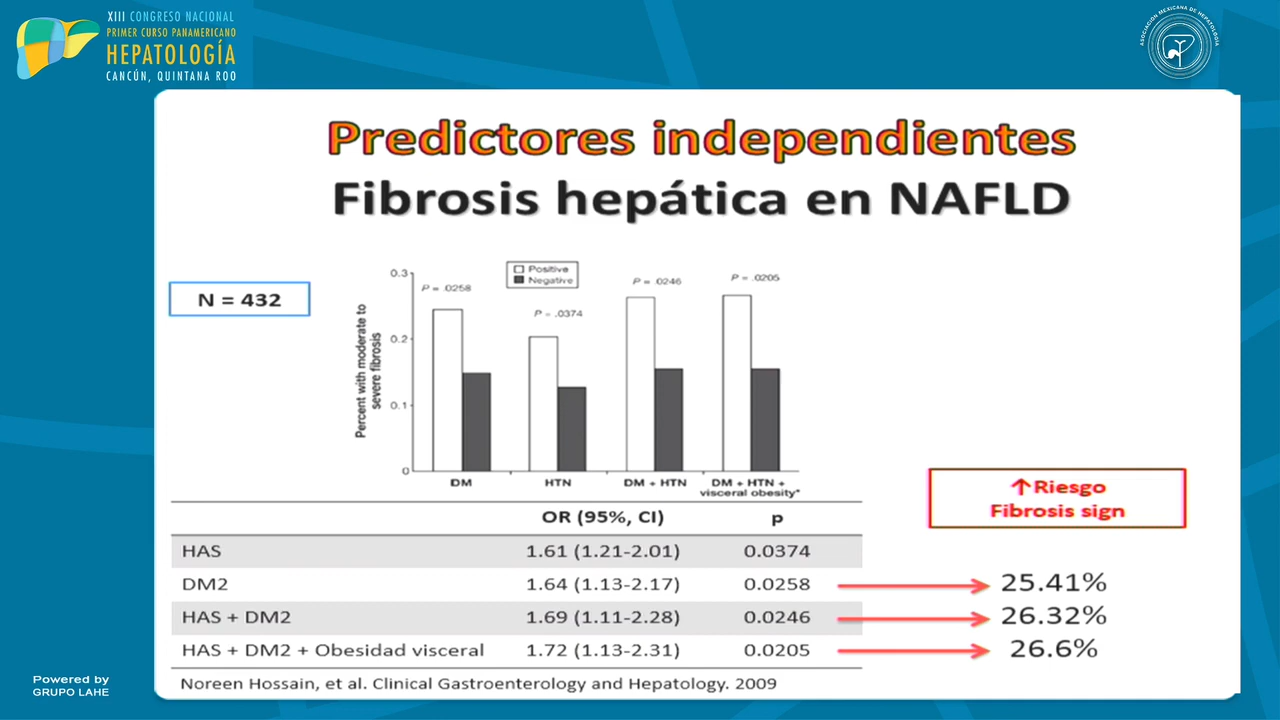 XIII CONGRESO NACIONAL
PRIMER CURSO PANAMERICANO
HEPATOLOGÍA
CANCÚN, QUINTANA ROO
ASOCIACIÓN MEXICANA DE HEPATOLOGÍA
Predictores independientes
Fibrosis hepática en NAFLD
N = 432
Percent with moderate to
severe fibrosis
0.3
0.2
0.1
0
Positive
Negative
P = .0258
P = .0374
P = .0246
P = .0205
DM
HTN
DM + HTN
DM + HTN +
visceral obesity*
↑Riesgo
Fibrosis sign
OR (95%, CI) p
HAS 1.61 (1.21-2.01) 0.0374
DM2 1.64 (1.13-2.17) 0.0258 25.41%
HAS + DM2 1.69 (1.11-2.28) 0.0246 26.32%
HAS + DM2 + Obesidad visceral 1.72 (1.13-2.31) 0.0205 26.6%
Noreen Hossain, et al. Clinical Gastroenterology and Hepatology. 2009
Powered by
GRUPO LAHE